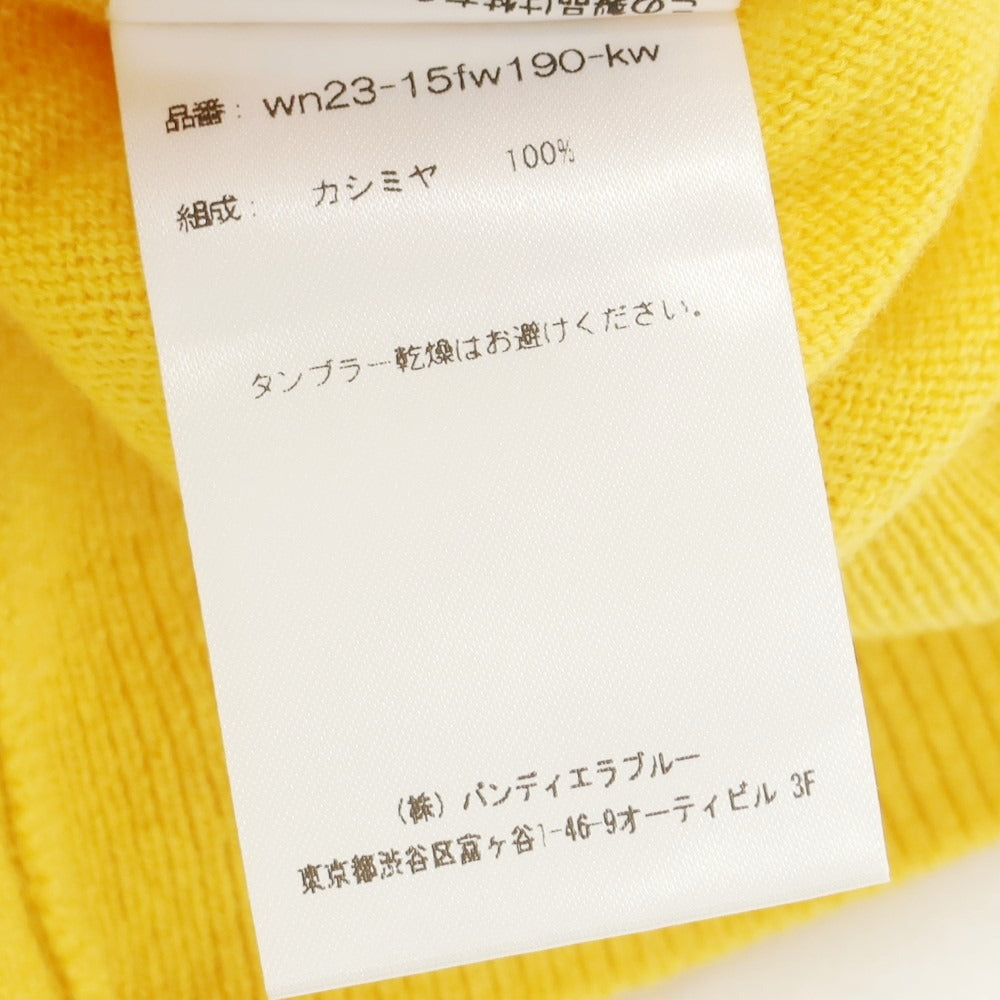 品番: wn23-15fw190-kw
組成: カシミヤ 100%
タンブラー乾燥はお避けください。
(株) バンディエラブルー
東京都渋谷区富ヶ谷1-46-9オーティビル 3F